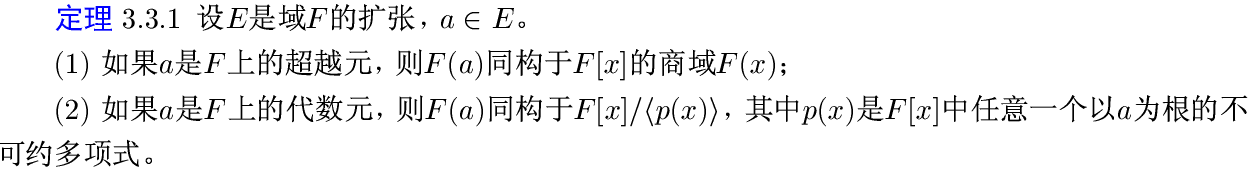 定理 3.3.1 设E是域F的扩张，a ∈ E。
(1) 如果a是F上的超越元，则F(a)同构于F[x]的商域F(x)；
(2) 如果a是F上的代数元，则F(a)同构于F[x]/⟨p(x)⟩，其中p(x)是F[x]中任意一个以a为根的不
可约多项式。